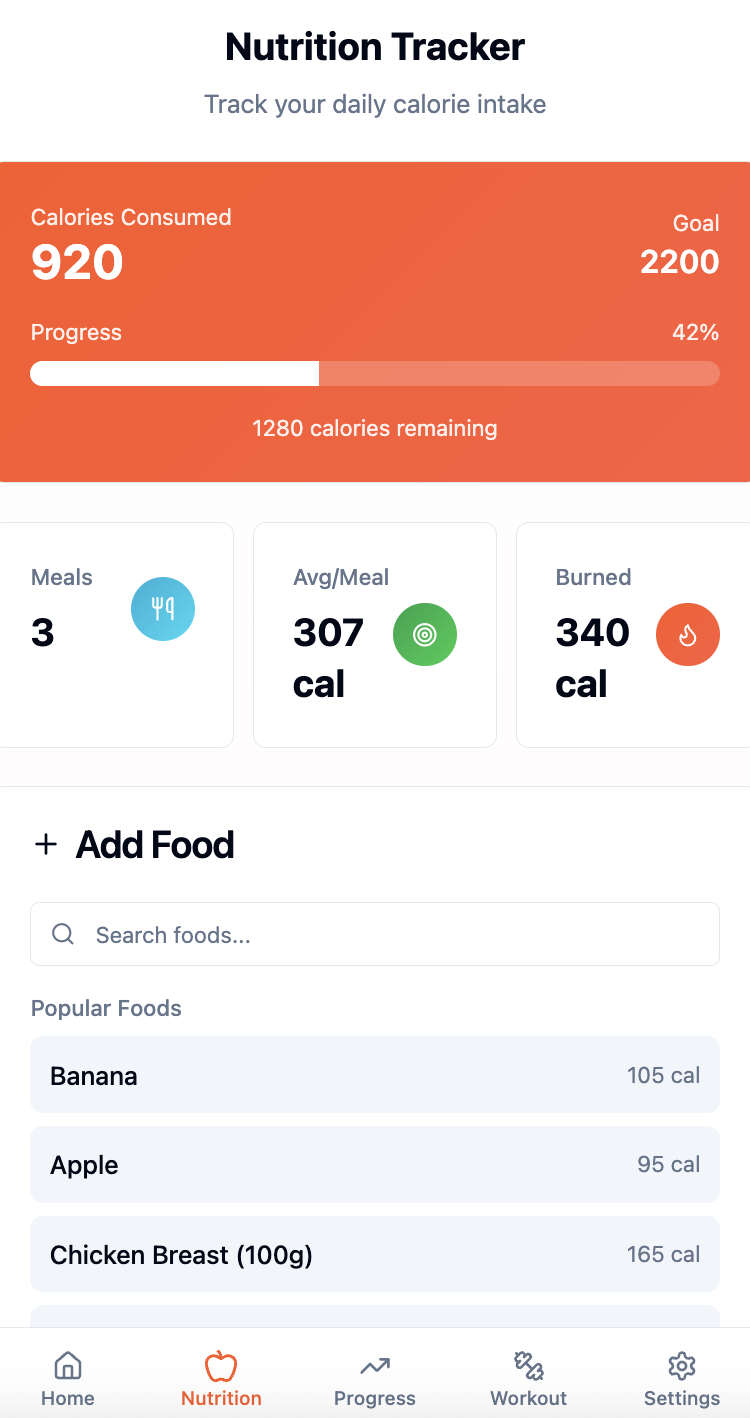 Nutrition Tracker
Track your daily calorie intake
Calories Consumed
920
Goal
2200
Progress
42%
1280 calories remaining
Meals
3
Avg/Meal
307
cal
Burned
340
cal
Add Food
Search foods...
Popular Foods
Banana
105 cal
Apple
95 cal
Chicken Breast (100g)
165 cal
Home
Nutrition
Progress
Workout
Settings